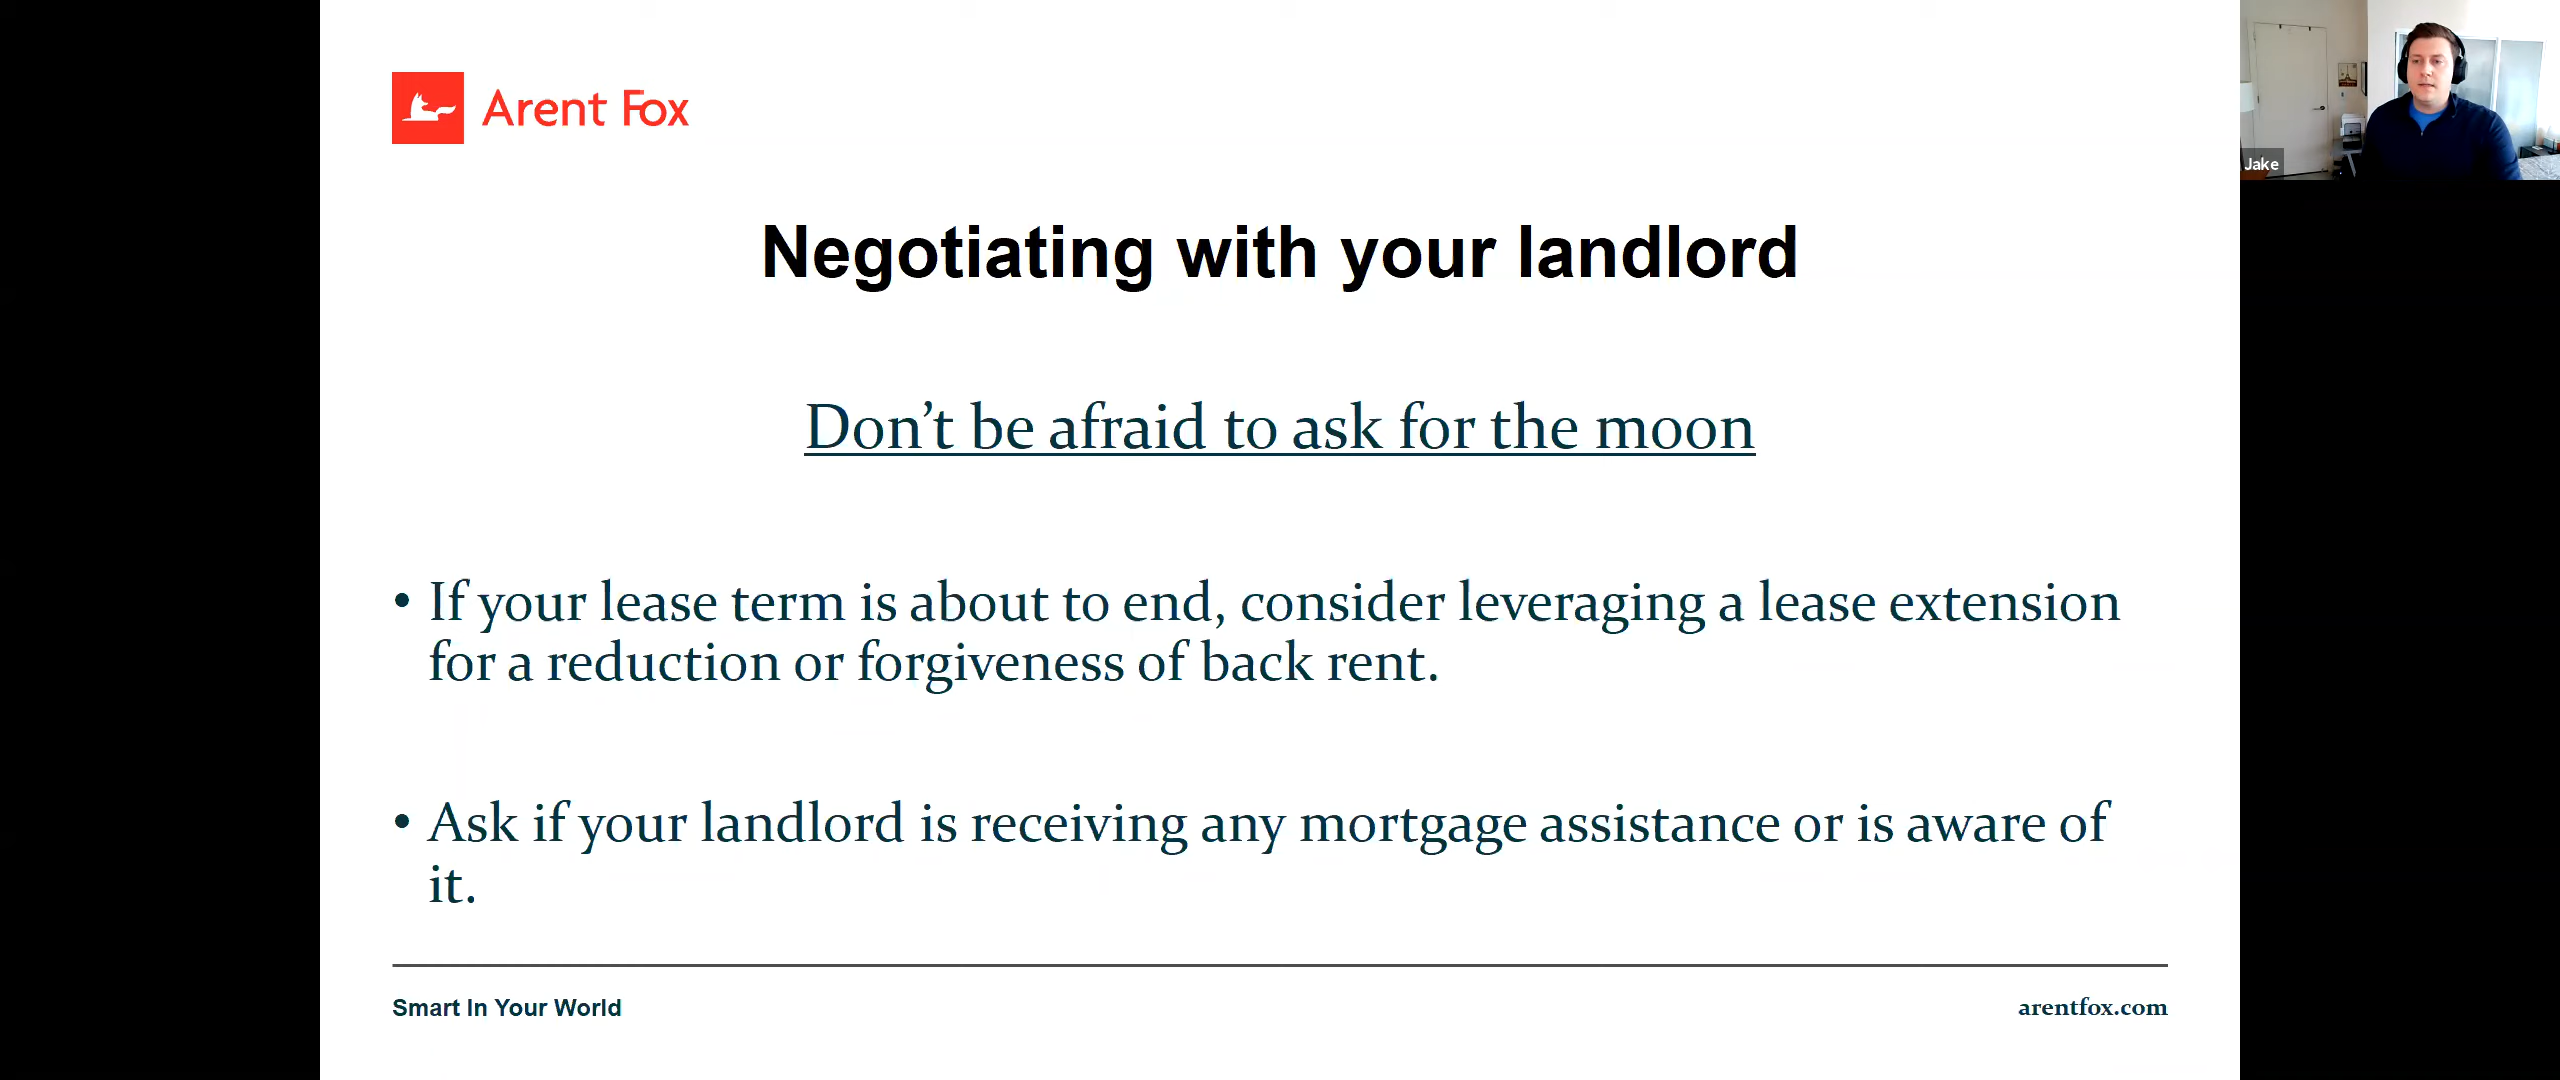 Arent Fox
Jake
Negotiating with your landlord
Don’t be afraid to ask for the moon
• If your lease term is about to end, consider leveraging a lease extension
for a reduction or forgiveness of back rent.
• Ask if your landlord is receiving any mortgage assistance or is aware of
it.
Smart In Your World
arentfox.com